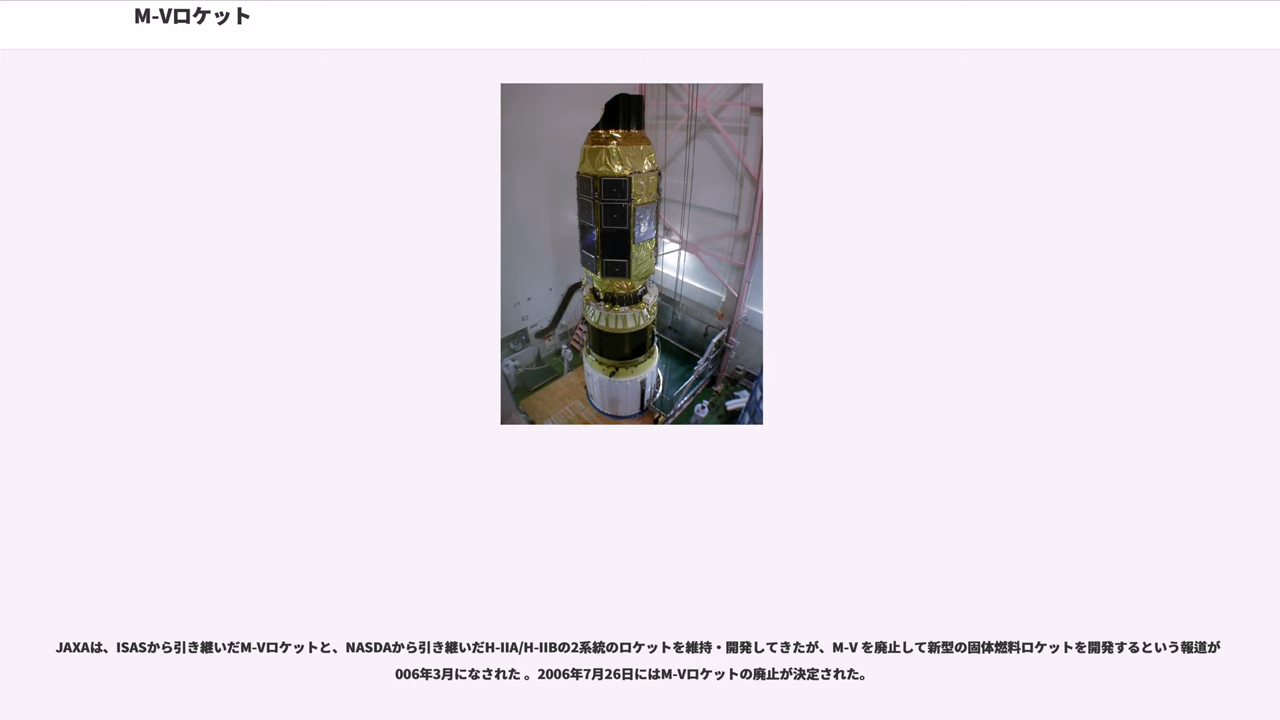 M-Vロケット
JAXAは、ISASから引き継いだM-Vロケットと、NASDAから引き継いだH-IIA/H-IIBの2系統のロケットを維持・開発してきたが、M-V を廃止して新型の固体燃料ロケットを開発するという報道が
006年3月になされた 。2006年7月26日にはM-Vロケットの廃止が決定された。